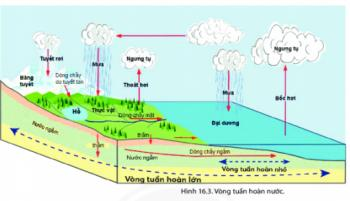 Tuyết rơi
Mưa
Ngưng tụ
Mưa
Ngưng tụ
Băng
tuyết
Dòng chảy
do tuyết tan
Thoát hơi
Bốc hơi
Hồ
Thực vật
Dòng chảy mặt
Đại dương
Nước ngầm
thấm
thấm
Nước ngầm
Dòng chảy ngầm
Vòng tuần hoàn nhỏ
Vòng tuần hoàn lớn
Hình 16.3. Vòng tuần hoàn nước.